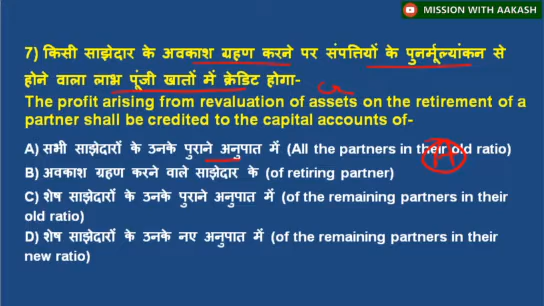 MISSION WITH AAKASH
7) किसी साझेदार के अवकाश ग्रहण करने पर संपत्तियों के पुनर्मूल्यांकन से
होने वाला लाभ पूंजी खातों में क्रेडिट होगा-
The profit arising from revaluation of assets on the retirement of a
partner shall be credited to the capital accounts of-
A) सभी साझेदारों के उनके पुराने अनुपात में (All the partners in their old ratio)
B) अवकाश ग्रहण करने वाले साझेदार के (of retiring partner)
C) शेष साझेदारों के उनके पुराने अनुपात में (of the remaining partners in their
old ratio)
D) शेष साझेदारों के उनके नए अनुपात में (of the remaining partners in their
new ratio)